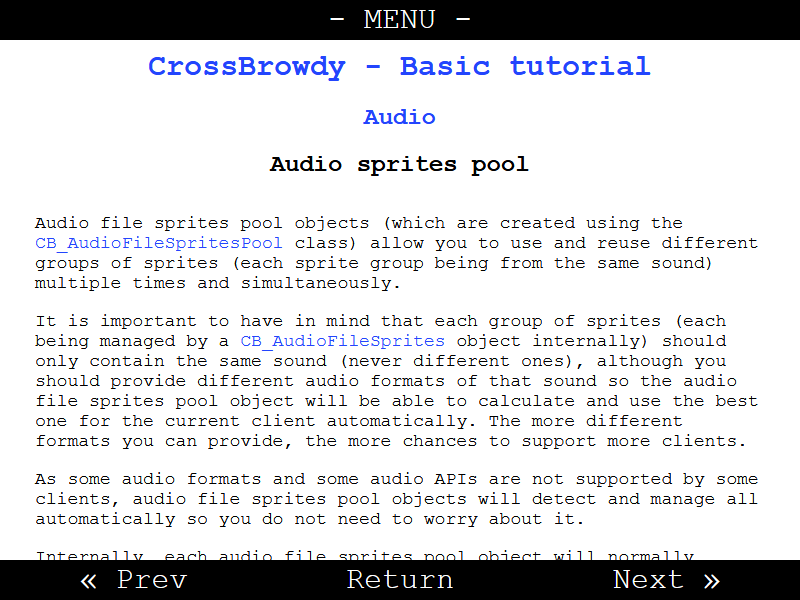 - MENU -
CrossBrowdy - Basic tutorial
Audio
Audio sprites pool
Audio file sprites pool objects (which are created using the
CB_AudioFileSpritesPool class) allow you to use and reuse different
groups of sprites (each sprite group being from the same sound)
multiple times and simultaneously.
It is important to have in mind that each group of sprites (each
being managed by a CB_AudioFileSprites object internally) should
only contain the same sound (never different ones), although you
should provide different audio formats of that sound so the audio
file sprites pool object will be able to calculate and use the best
one for the current client automatically. The more different
formats you can provide, the more chances to support more clients.
As some audio formats and some audio APIs are not supported by some
clients, audio file sprites pool objects will detect and manage all
automatically so you do not need to worry about it.
Internally, each audio file sprites pool object will normally
« Prev
Return
Next »